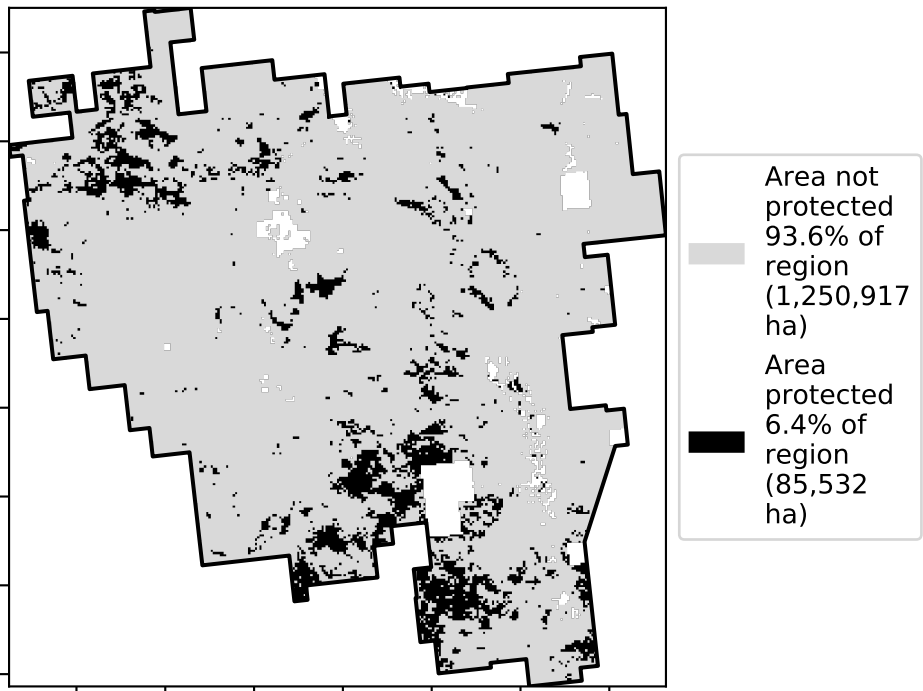 Area not
protected
93.6% of
region
(1,250,917
ha)
Area
protected
6.4% of
region
(85,532
ha)